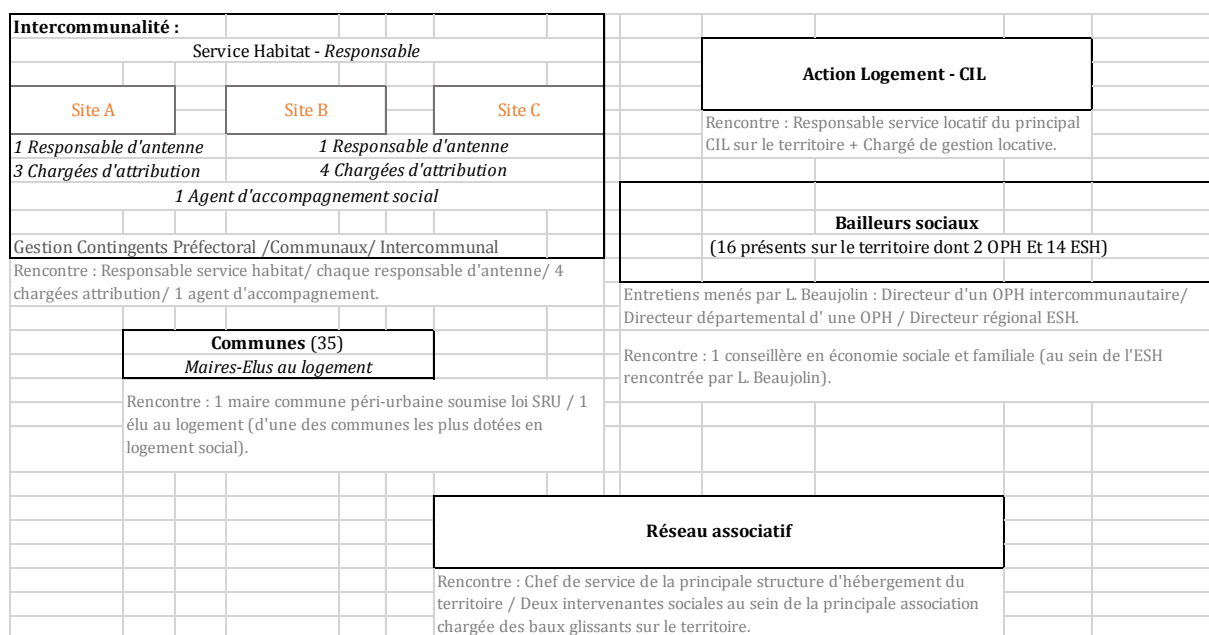 Intercommunalité :
Service Habitat - Responsable
Site A
Site B
Site C
1 Responsable d'antenne
1 Responsable d'antenne
3 Chargées d'attribution
4 Chargées d'attribution
1 Agent d'accompagnement social
Gestion Contingents Préfectoral /Communaux/ Intercommunal
Rencontre : Responsable service habitat/ chaque responsable d'antenne/ 4
chargées attribution/ 1 agent d'accompagnement.
Communes (35)
Maires-Elus au logement
Rencontre : 1 maire commune péri-urbaine soumise loi SRU / 1
élu au logement (d'une des communes les plus dotées en
logement social).
Action Logement - CIL
Rencontre : Responsable service locatif du principal
CIL sur le territoire + Chargé de gestion locative.
Bailleurs sociaux
(16 présents sur le territoire dont 2 OPH Et 14 ESH)
Entretiens menés par L. Beaujolin : Directeur d'un OPH intercommunautaire/
Directeur départemental d' une OPH / Directeur régional ESH.
Rencontre : 1 conseillère en économie sociale et familiale (au sein de l'ESH
rencontrée par L. Beaujolin).
Réseau associatif
Rencontre : Chef de service de la principale structure d'hébergement du
territoire / Deux intervenantes sociales au sein de la principale association
chargée des baux glissants sur le territoire.